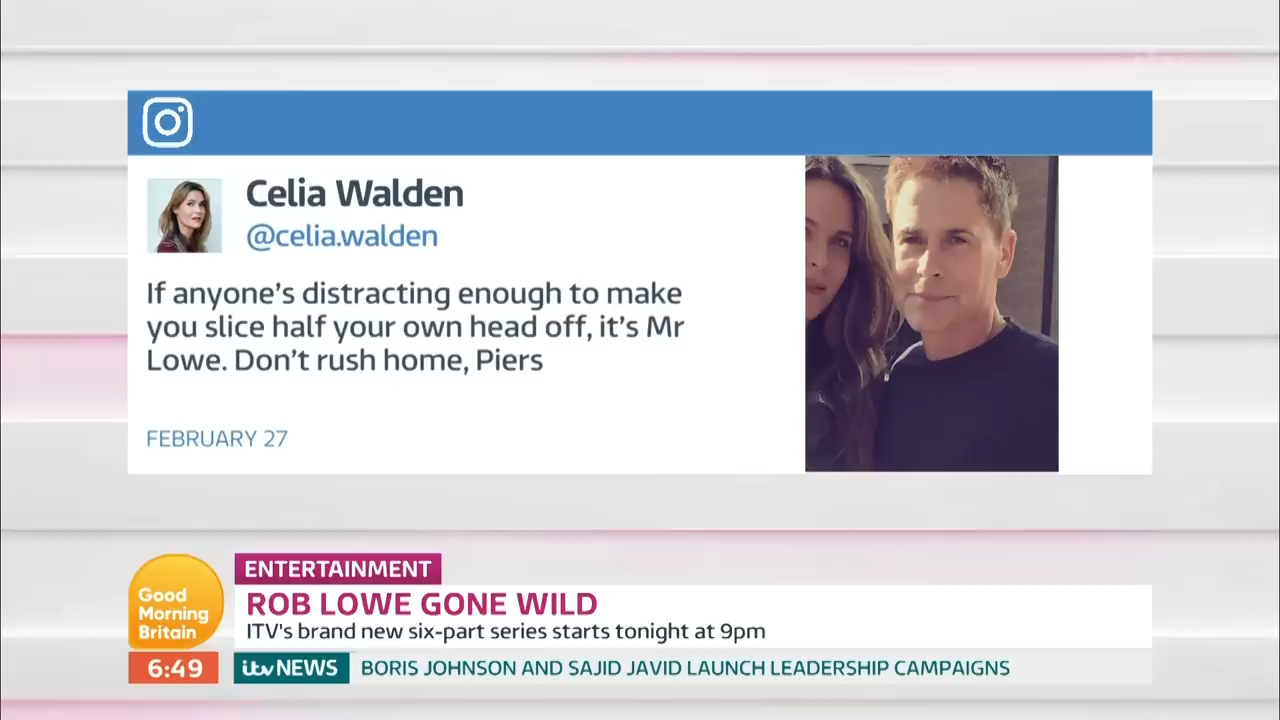 Celia Walden
@celia.walden
If anyone's distracting enough to make
you slice half your own head off, it's Mr
Lowe. Don't rush home, Piers
FEBRUARY 27
ENTERTAINMENT
Good
Morning
Britain
ROB LOWE GONE WILD
ITV's brand new six-part series starts tonight at 9pm
6:49
itv NEWS
BORIS JOHNSON AND SAJID JAVID LAUNCH LEADERSHIP CAMPAIGNS